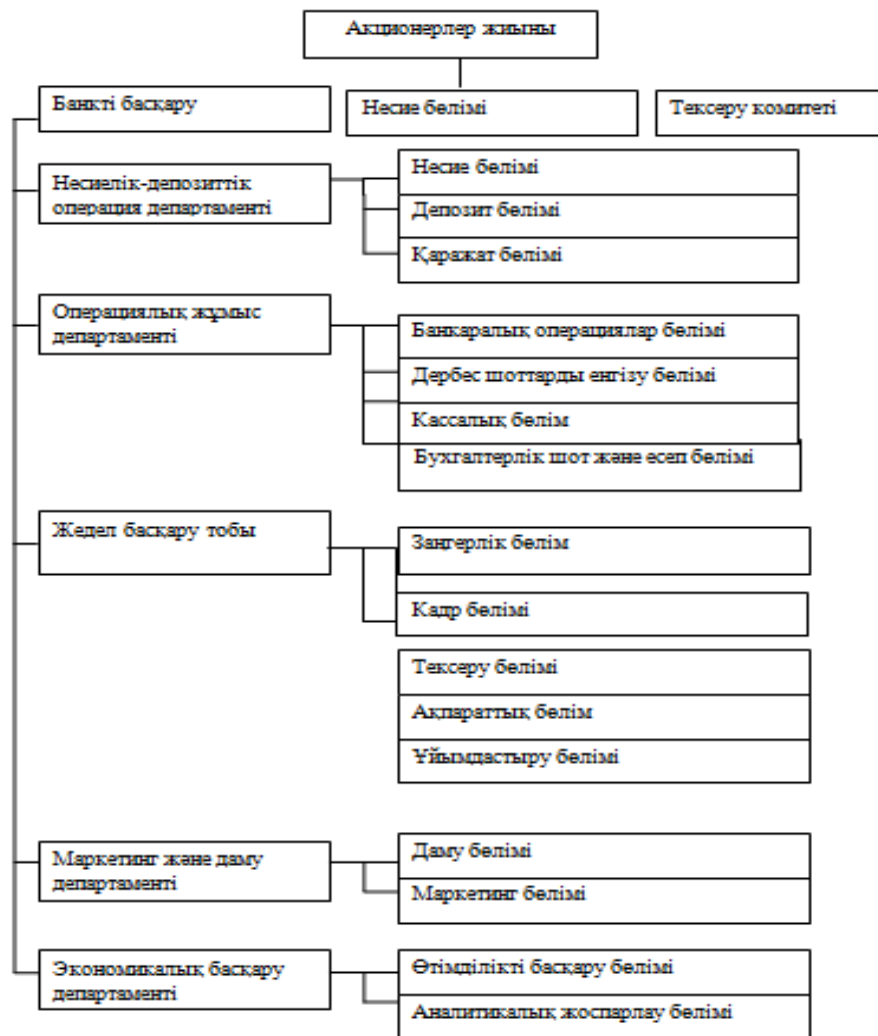 Акционерлер жиыны
Банкті басқару
Несие бөлімі
Тексеру комитеті
Несиелік-депозиттік
операция департаменті
Несие бөлімі
Депозит бөлімі
Қаражат бөлімі
Операциялық жұмыс
департаменті
Банкаралық операциялар бөлімі
Дербес шоттарды енгізу бөлімі
Кассалық бөлім
Бухгалтерлік шот және есеп бөлімі
Жедел басқару тобы
Заңгерлік бөлім
Кадр бөлімі
Тексеру бөлімі
Ақпараттық бөлім
Ұйымдастыру бөлімі
Маркетинг және даму
департаменті
Даму бөлімі
Маркетинг бөлімі
Экономикалық басқару
департаменті
Өтімділікті басқару бөлімі
Аналитикалық жоспарлау бөлімі